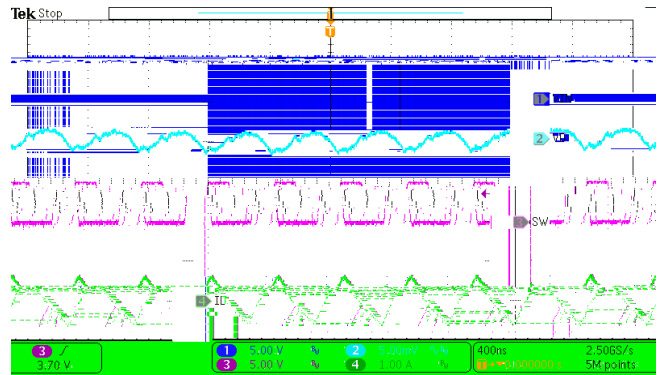 Tek Stop
T
1
2
SW
4 IL
3 3.70 V
1 5.00 V 2
400ns 2.50GS/s
3 5.00 V 4 1.00 A 5M points